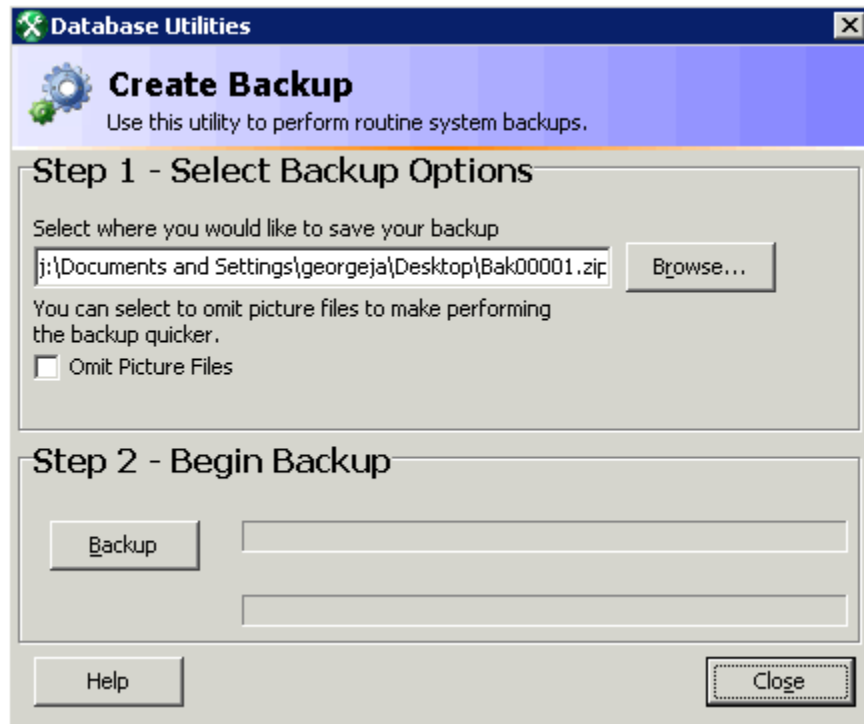 Database Utilities
Create Backup
Use this utility to perform routine system backups.
Step 1 - Select Backup Options
Select where you would like to save your backup
j:\Documents and Settings\georgeja\Desktop\Bak00001.zip
Browse...
You can select to omit picture files to make performing
the backup quicker.
Omit Picture Files
Step 2 - Begin Backup
Backup
Help
Close